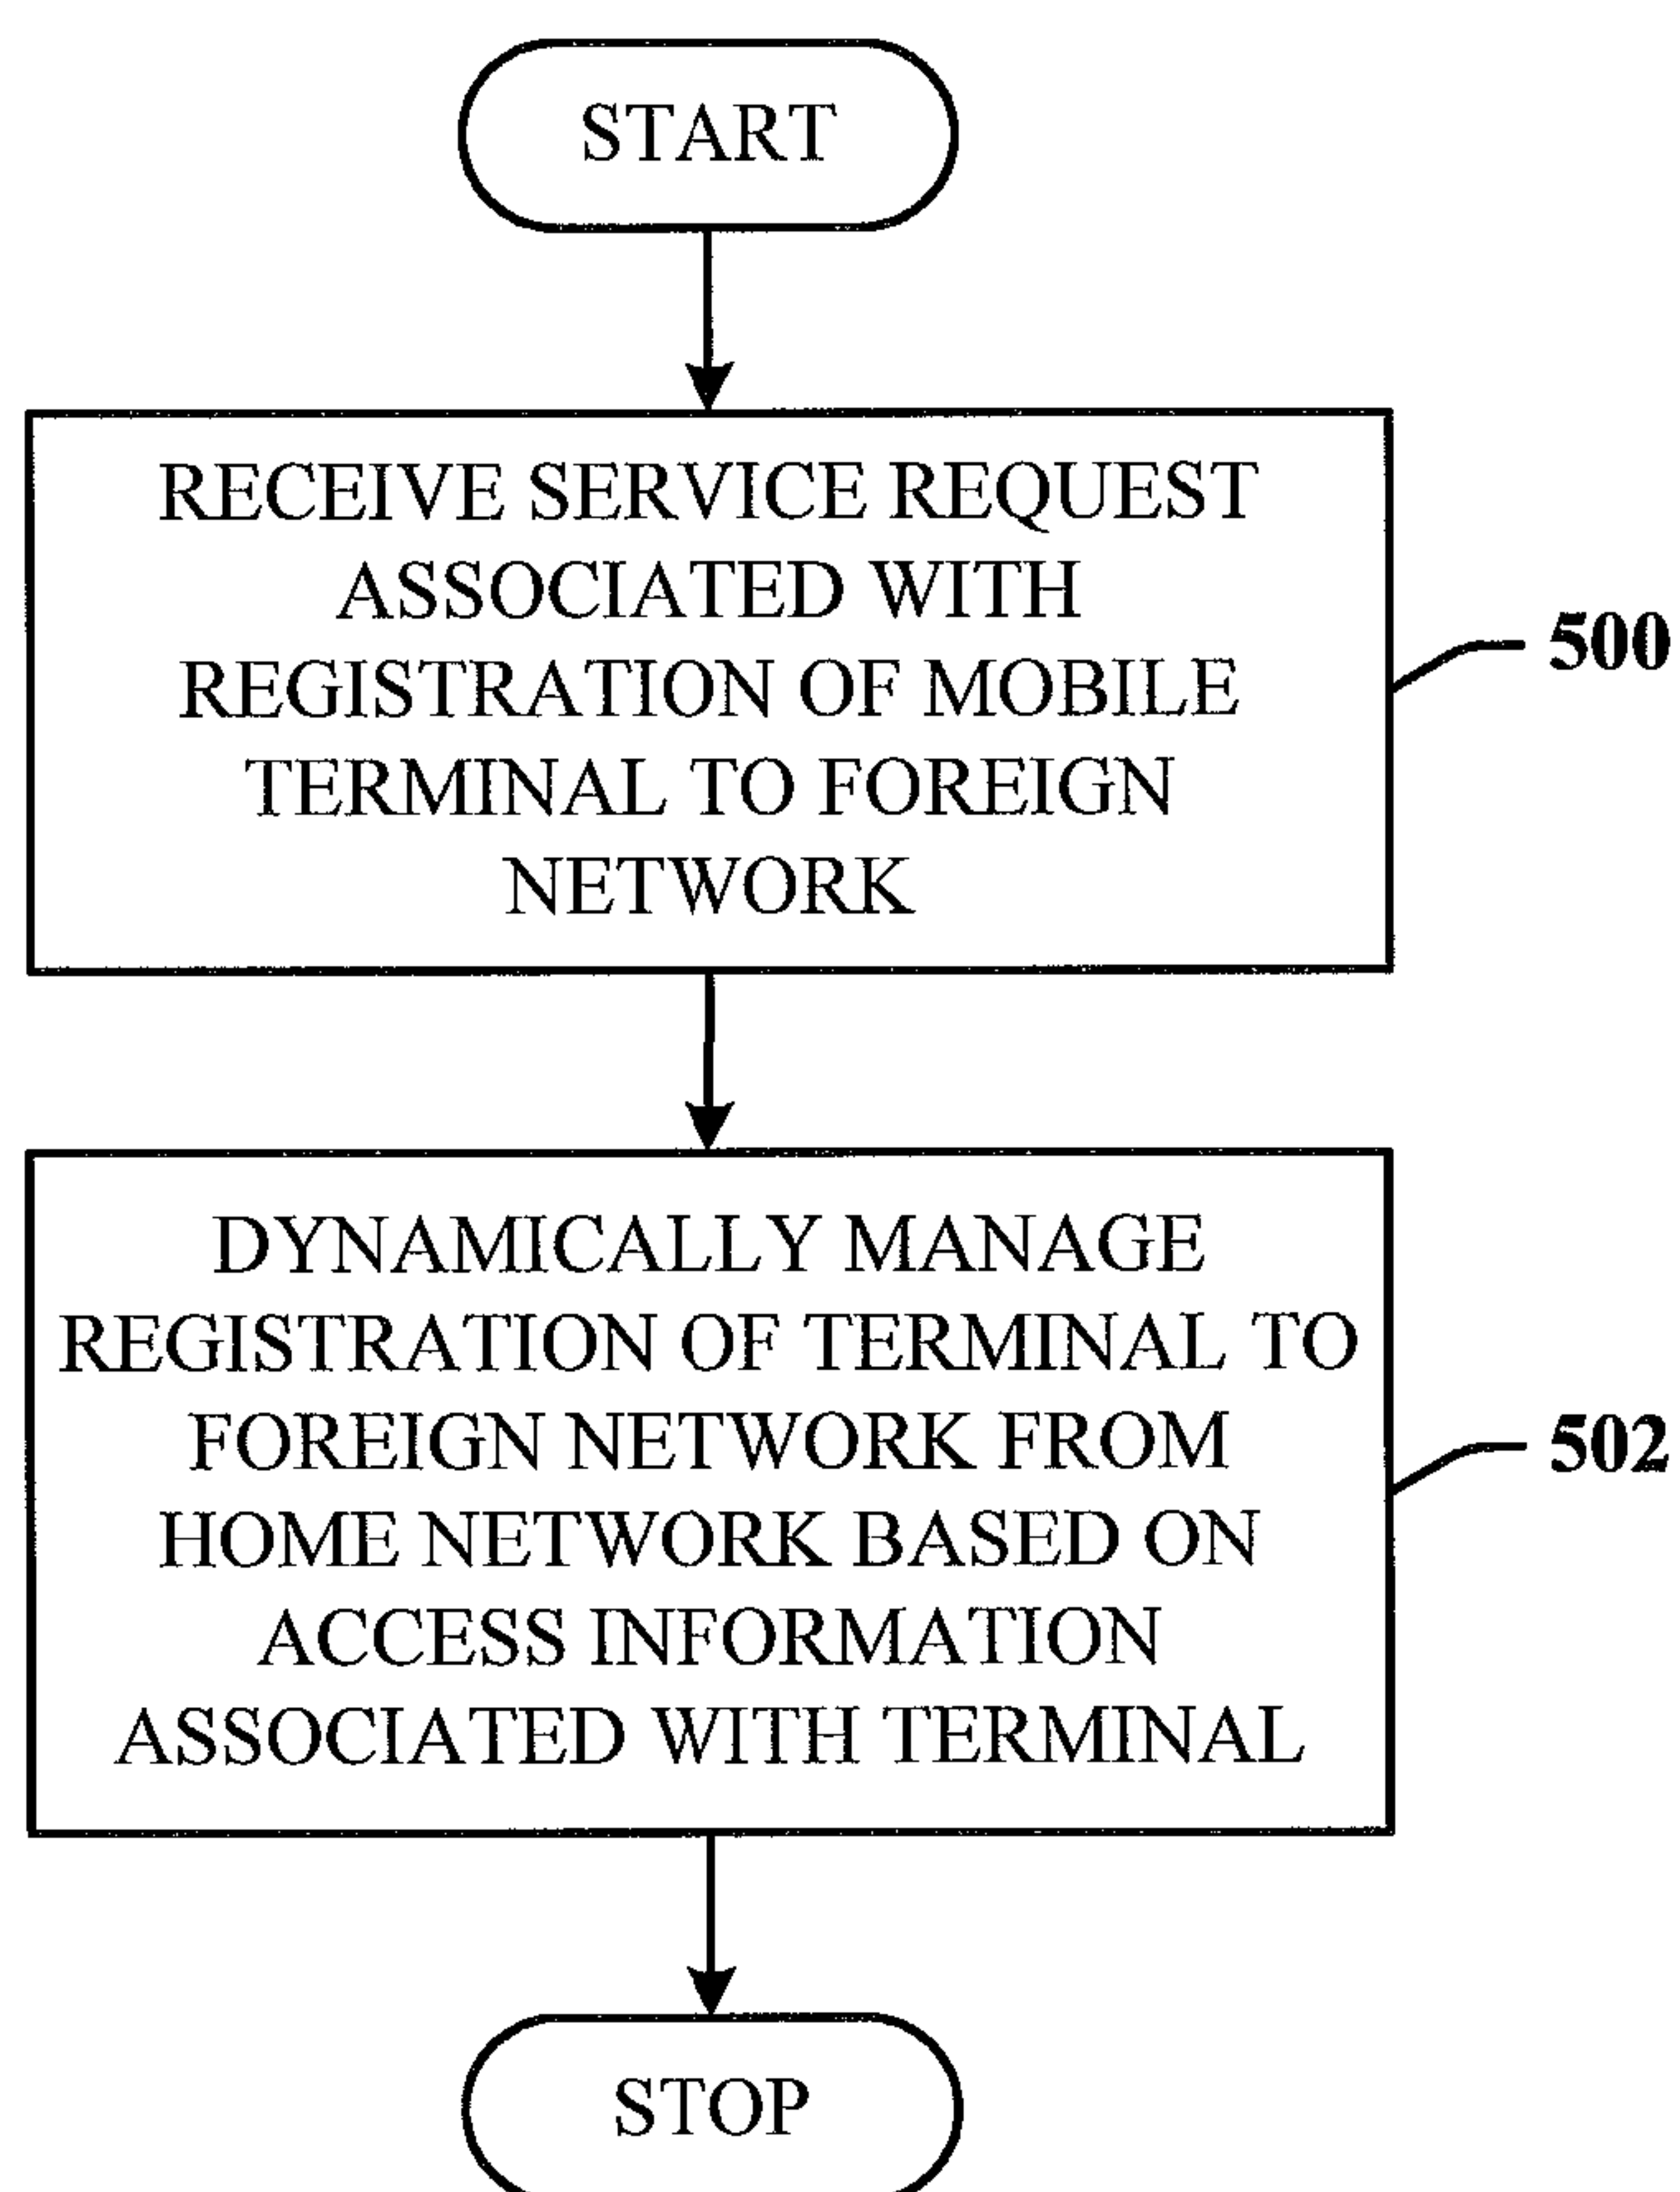 START
RECEIVE SERVICE REQUEST
ASSOCIATED WITH
REGISTRATION OF MOBILE
TERMINAL TO FOREIGN
NETWORK
500
DYNAMICALLY MANAGE
REGISTRATION OF TERMINAL TO
FOREIGN NETWORK FROM
HOME NETWORK BASED ON
ACCESS INFORMATION
ASSOCIATED WITH TERMINAL
502
STOP